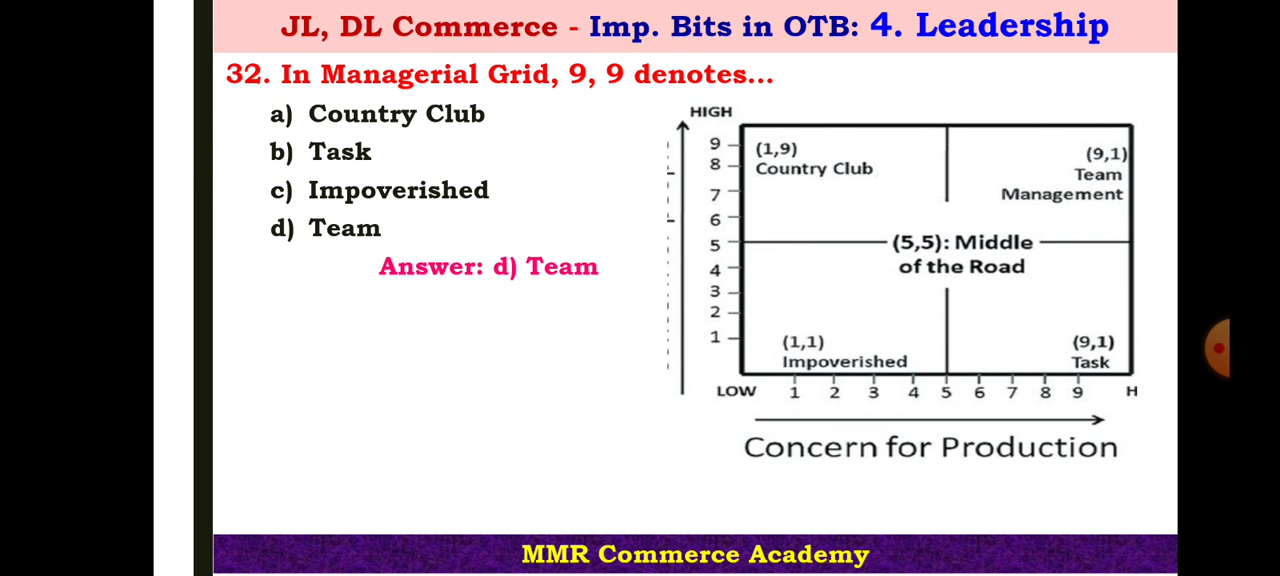 JL, DL Commerce - Imp. Bits in OTB: 4. Leadership
32. In Managerial Grid, 9, 9 denotes...
a) Country Club
b) Task
c) Impoverished
d) Team
Answer: d) Team
HIGH
9
8
7
6
5
4
3
2
1
(1,9)
Country Club
(9,1)
Team
Management
(5,5): Middle
of the Road
(1,1)
Impoverished
(9,1)
Task
LOW 1 2 3 4 5 6 7 8 9 H
Concern for Production
MMR Commerce Academy